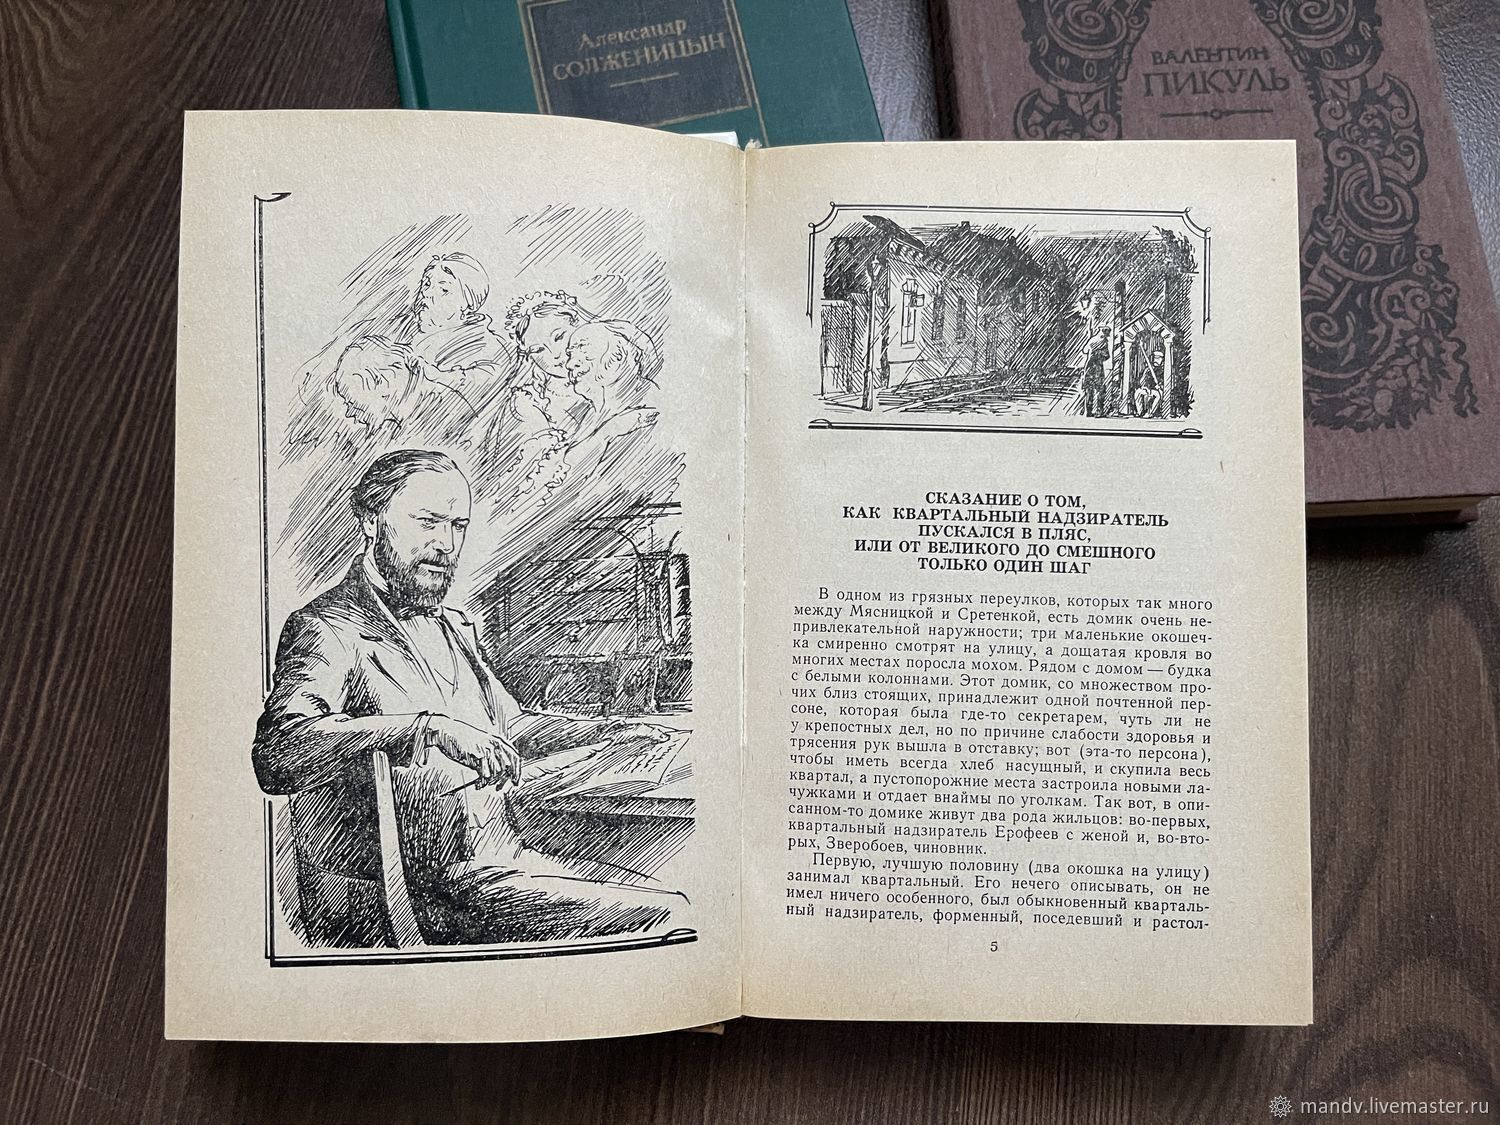 Александр
СОЛЖЕНИЦЫН
ВАЛЕНТИН
ПИКУЛЬ
СКАЗАНИЕ О ТОМ,
КАК КВАРТАЛЬНЫЙ НАДЗИРАТЕЛЬ
ПУСКАЛСЯ В ПЛЯС,
ИЛИ ОТ ВЕЛИКОГО ДО СМЕШНОГО
ТОЛЬКО ОДИН ШАГ
В одном из грязных переулков, которых так много
между Мясницкой и Сретенкой, есть домик очень не-
привлекательной наружности; три маленькие окошеч-
ка смиренно смотрят на улицу, а дощатая кровля во
многих местах поросла мохом. Рядом с домом — будка
с белыми колоннами. Этот домик, со множеством про-
чих близ стоящих, принадлежит одной почтенной пер-
соне, которая была где-то секретарем, чуть ли не
у крепостных дел, но по причине слабости здоровья и
трясения рук вышла в отставку; вот (эта-то персона),
чтобы иметь всегда хлеб насущный, и скупила весь
квартал, а пустопорожние места застроила новыми ла-
чужками и отдает внаймы по уголкам. Так вот, в опи-
санном-то домике живут два рода жильцов: во-первых,
квартальный надзиратель Ерофеев с женой и, во-вто-
рых, Зверобоев, чиновник.
Первую, лучшую половину (два окошка на улицу)
занимал квартальный. Его нечего описывать, он не
имел ничего особенного, был обыкновенный кварталь-
ный надзиратель, форменный, поседевший и растол-
5
mandv.livemaster.ru